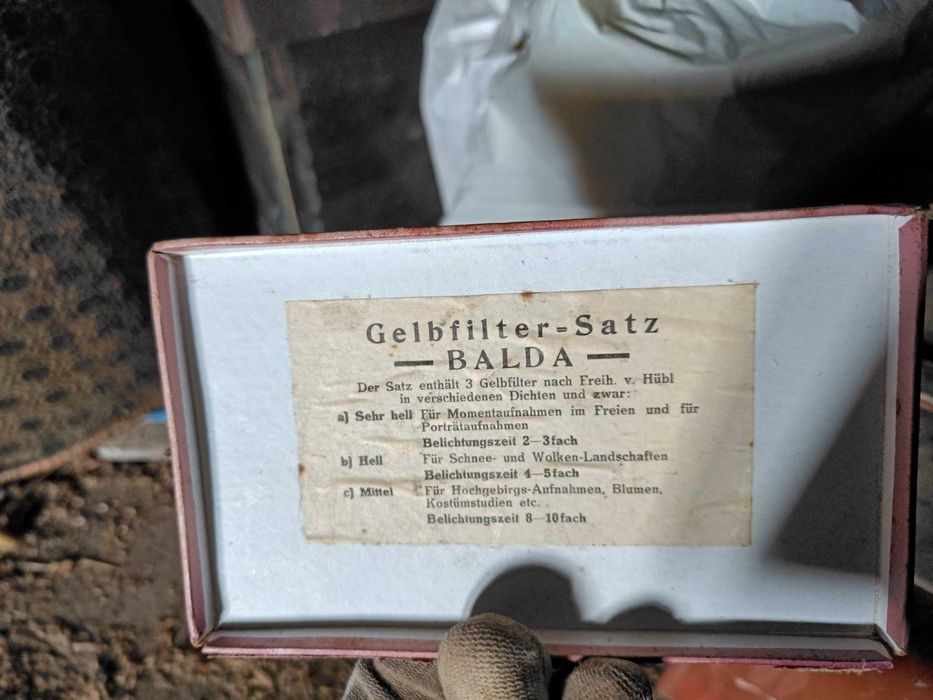 Gelbfilter=Satz
— BALDA —
Der Satz enthält 3 Gelbfilter nach Freih. v. Hübl
in verschiedenen Dichten und zwar:
a) Sehr hell Für Momentaufnahmen im Freien und für
Porträtaufnahmen
Belichtungszeit 2—3fach
b) Hell Für Schnee- und Wolken-Landschaften
Belichtungszeit 4—5fach
c) Mittel Für Hochgebirgs-Aufnahmen, Blumen,
Kostümstudien etc.
Belichtungszeit 8—10fach